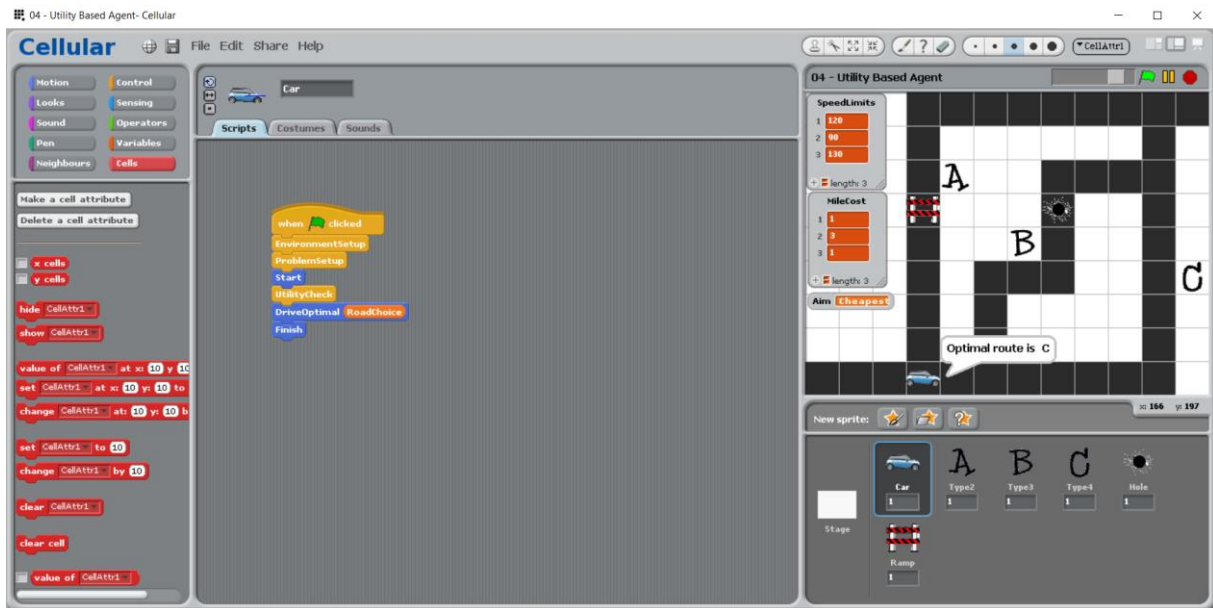 04 - Utility Based Agent- Cellular
Cellular
File Edit Share Help
CellAttr1
Motion Control
Looks Sensing
Sound Operators
Pen Variables
Neighbours Cells
Make a cell attribute
Delete a cell attribute
x cells
y cells
hide CellAttr1
show CellAttr1
value of CellAttr1 at x: 10 y 10
set CellAttr1 at x: 10 y: 10 to
change CellAttr1 at: 10 y: 10 b
set CellAttr1 to 10
change CellAttr1 by 10
clear CellAttr1
clear cell
value of CellAttr1
Car
Scripts Costumes Sounds
when clicked
EnvironmentSetup
ProblemSetup
Start
UtilityCheck
DriveOptimal RoadChoice
Finish
04 - Utility Based Agent
SpeedLimits
1 120
2 90
3 130
+ length: 3
MileCost
1 1
2 3
3 1
+ length: 3
Aim Cheapest
A
B
C
Optimal route is C
x: 166 y: 197
New sprite:
Stage
A B C
Car Type2 Type3 Type4 Hole
1 1 1 1 1
Ramp
1